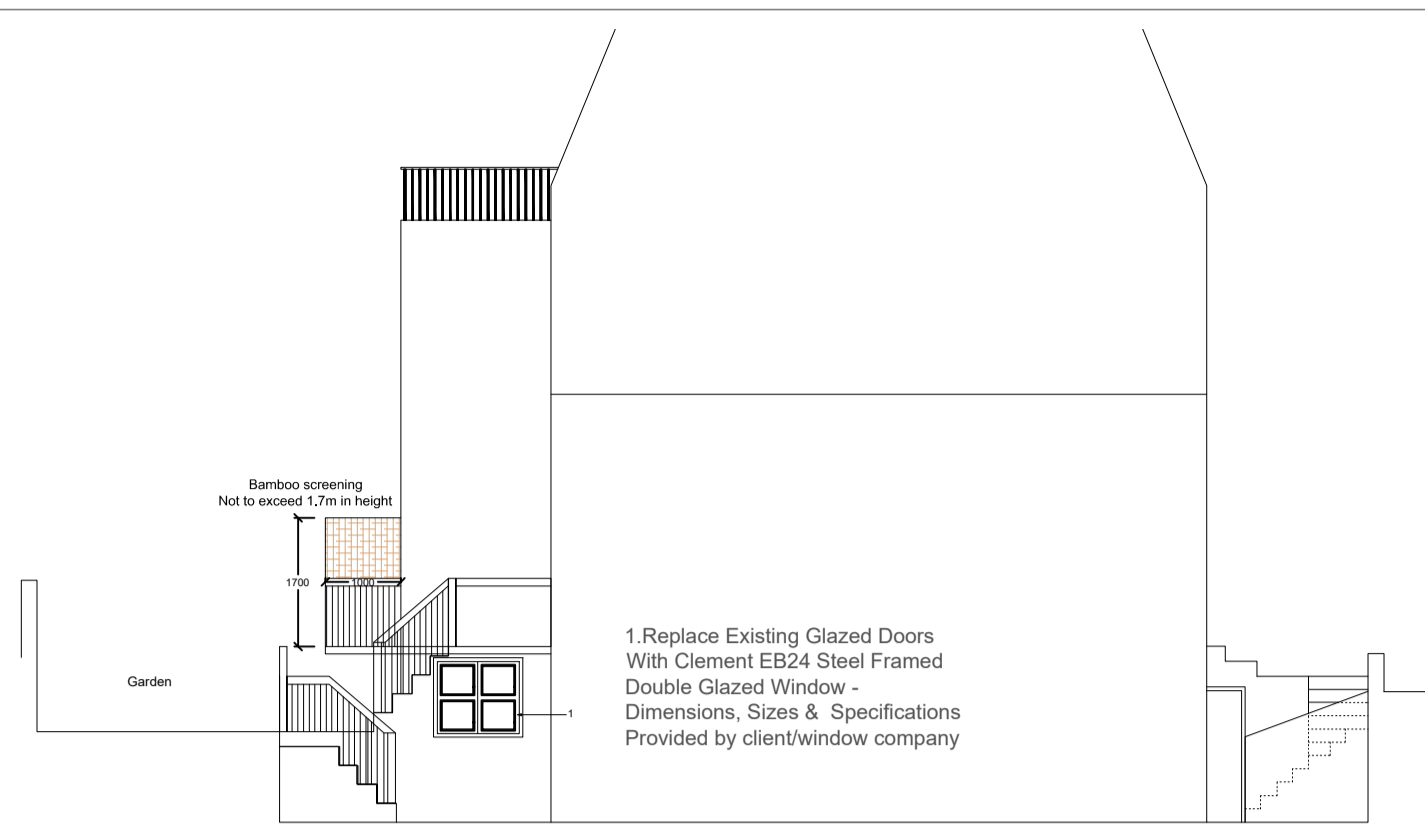 Bamboo screening
Not to exceed 1.7m in height
1700
1000
Garden
1.Replace Existing Glazed Doors
With Clement EB24 Steel Framed
Double Glazed Window -
Dimensions, Sizes & Specifications
Provided by client/window company
1